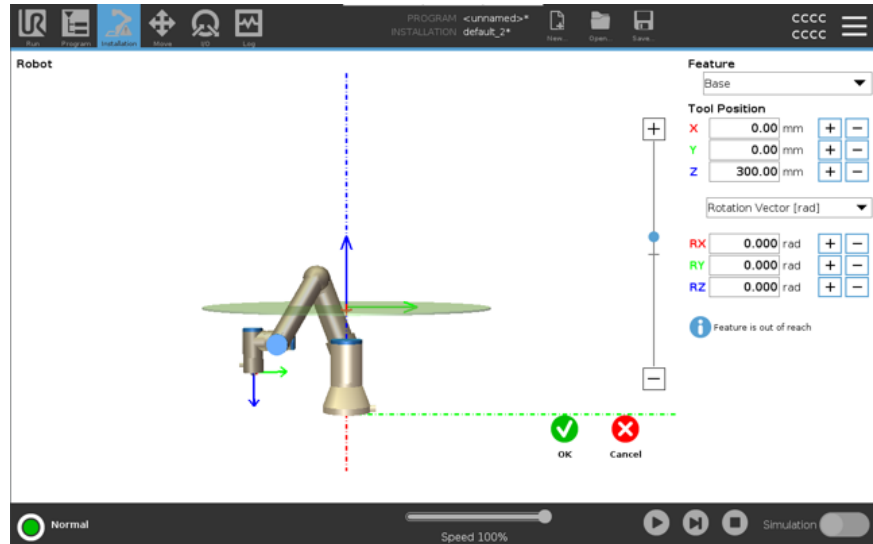 PROGRAM <unnamed>*
INSTALLATION default_2*
cccc
cccc
Run
Program
Installation
Move
I/O
Log
New...
Open...
Save...
Robot
Feature
Base
Tool Position
X 0.00 mm + −
Y 0.00 mm + −
Z 300.00 mm + −
Rotation Vector [rad]
RX 0.000 rad + −
RY 0.000 rad + −
RZ 0.000 rad + −
Feature is out of reach
OK
Cancel
Normal
Speed 100%
Simulation